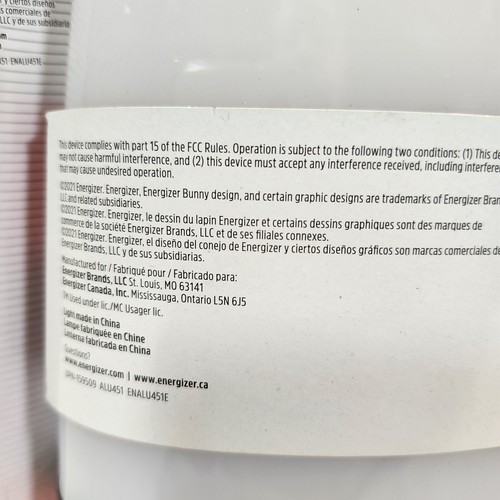 y ciertos diseños
s comerciales de
LLC y de sus subsidiaria
451 ENALU451E
This device complies with part 15 of the FCC Rules. Operation is subject to the following two conditions: (1) This de
may not cause harmful interference, and (2) this device must accept any interference received, including interferen
that may cause undesired operation.
©2021 Energizer. Energizer, Energizer Bunny design, and certain graphic designs are trademarks of Energizer Bran
LLC and related subsidiaries.
©2021 Energizer. Energizer, le dessin du lapin Energizer et certains dessins graphiques sont des marques de
commerce de la société Energizer Brands, LLC et de ses filiales connexes.
©2021 Energizer. Energizer, el diseño del conejo de Energizer y ciertos diseños gráficos son marcas comerciales de
Energizer Brands, LLC y de sus subsidiarias.
Manufactured for / Fabriqué pour / Fabricado para:
Energizer Brands, LLC St. Louis, MO 63141
Energizer Canada, Inc. Mississauga, Ontario L5N 6J5
TM Used under lic./MC Usager lic.
Light made in China
Lampe fabriquée en Chine
Linterna fabricada en China
Questions?
www.energizer.com | www.energizer.ca
ALU451 ENALU451E